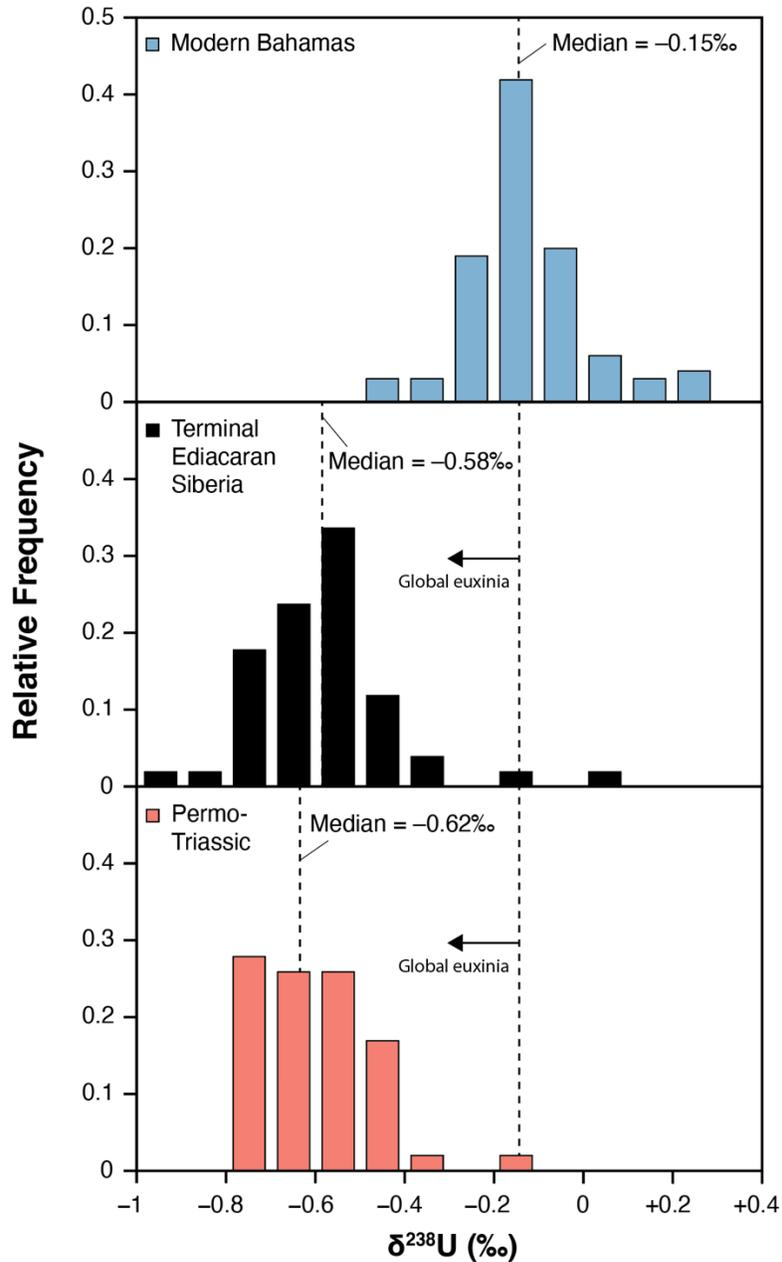 0.5
Modern Bahamas
Median = –0.15‰
0.4
0.3
0.2
0.1
0
Terminal
Ediacaran
Siberia
Median = –0.58‰
0.4
0.3
Global euxinia
0.2
0.1
0
Permo-
Triassic
Median = –0.62‰
0.4
0.3
Global euxinia
0.2
0.1
0
Relative Frequency
–1 –0.8 –0.6 –0.4 –0.2 0 +0.2 +0.4
δ²³⁸U (‰)